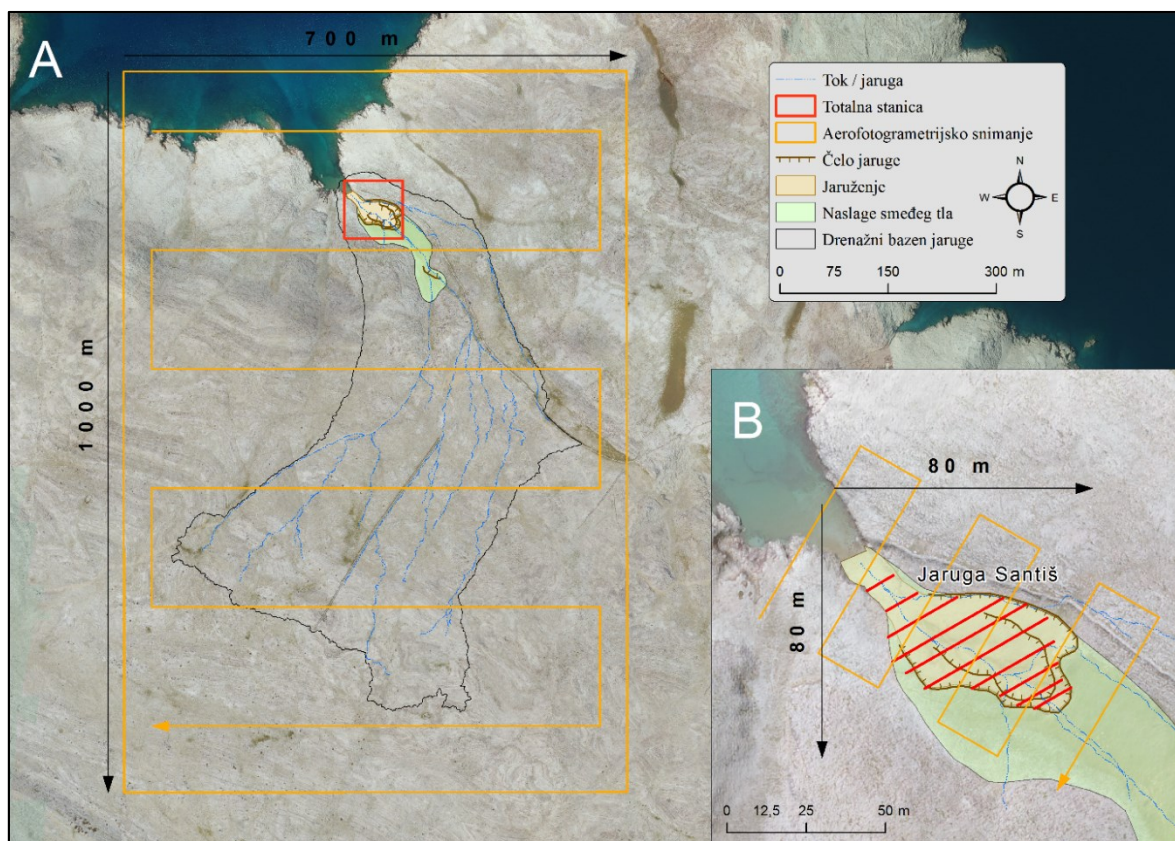 A
700 m
1000 m
Tok / jaruga
Totalna stanica
Aerofotogrametrijsko snimanje
Čelo jaruge
Jaruženje
Naslage smeđeg tla
Drenažni bazen jaruge
N
W E
S
0 75 150 300 m
B
80 m
80 m
Jaruga Santiš
0 12,5 25 50 m